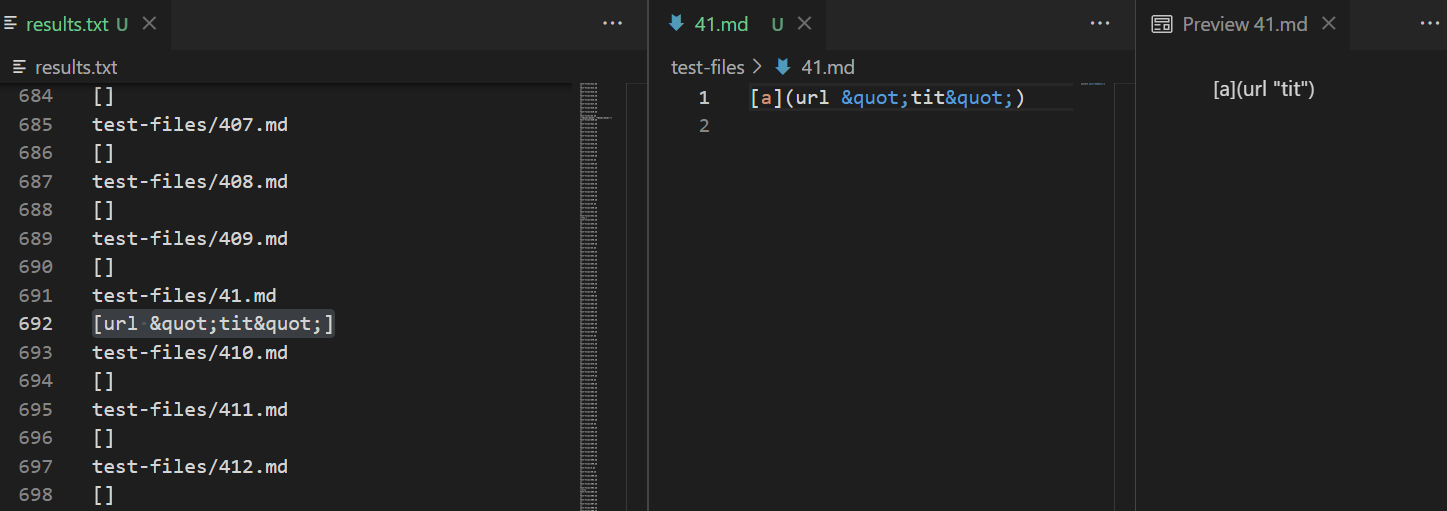 results.txt U
results.txt
684 []
685 test-files/407.md
686 []
687 test-files/408.md
688 []
689 test-files/409.md
690 []
691 test-files/41.md
692 [url &quot;tit&quot;]
693 test-files/410.md
694 []
695 test-files/411.md
696 []
697 test-files/412.md
698 []
41.md U
test-files > 41.md
1 [a](url &quot;tit&quot;)
2
Preview 41.md
[a](url "tit")